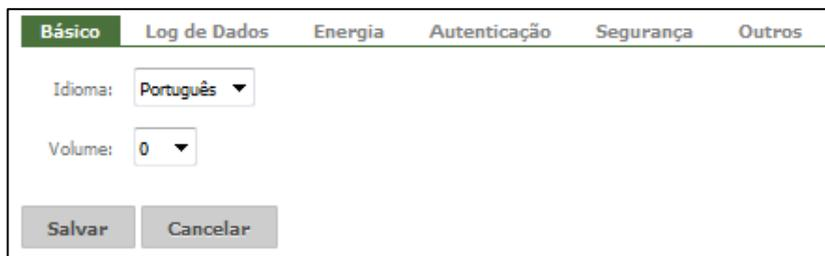 Básico Log de Dados Energia Autenticação Segurança Outros
Idioma: Português
Volume: 0
Salvar Cancelar